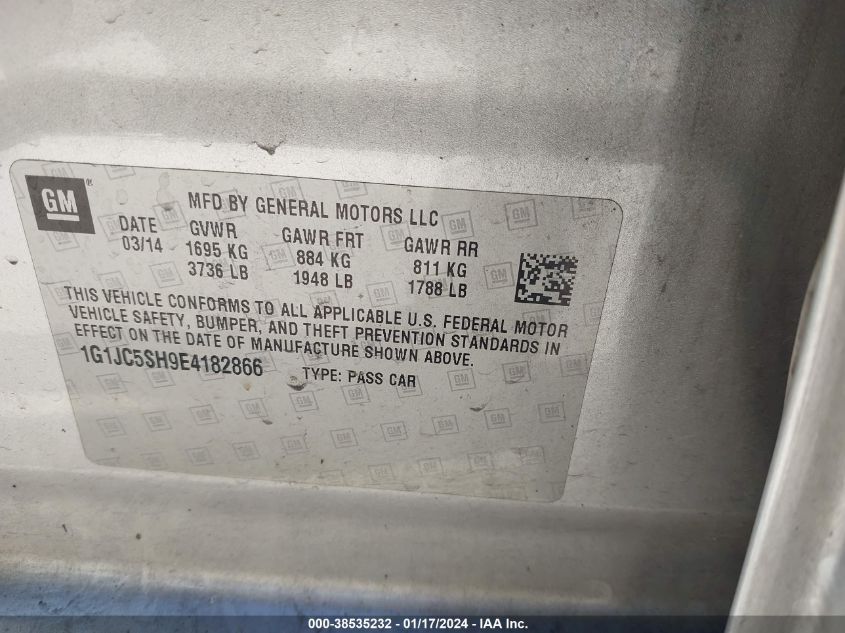 GM ®
MFD BY GENERAL MOTORS LLC
DATE GVWR GAWR FRT GAWR RR
03/14 1695 KG 884 KG 811 KG
3736 LB 1948 LB 1788 LB
THIS VEHICLE CONFORMS TO ALL APPLICABLE U.S. FEDERAL MOTOR
VEHICLE SAFETY, BUMPER, AND THEFT PREVENTION STANDARDS IN
EFFECT ON THE DATE OF MANUFACTURE SHOWN ABOVE.
1G1JC5SH9E4182866 TYPE: PASS CAR
000-38535232 - 01/17/2024 - IAA Inc.